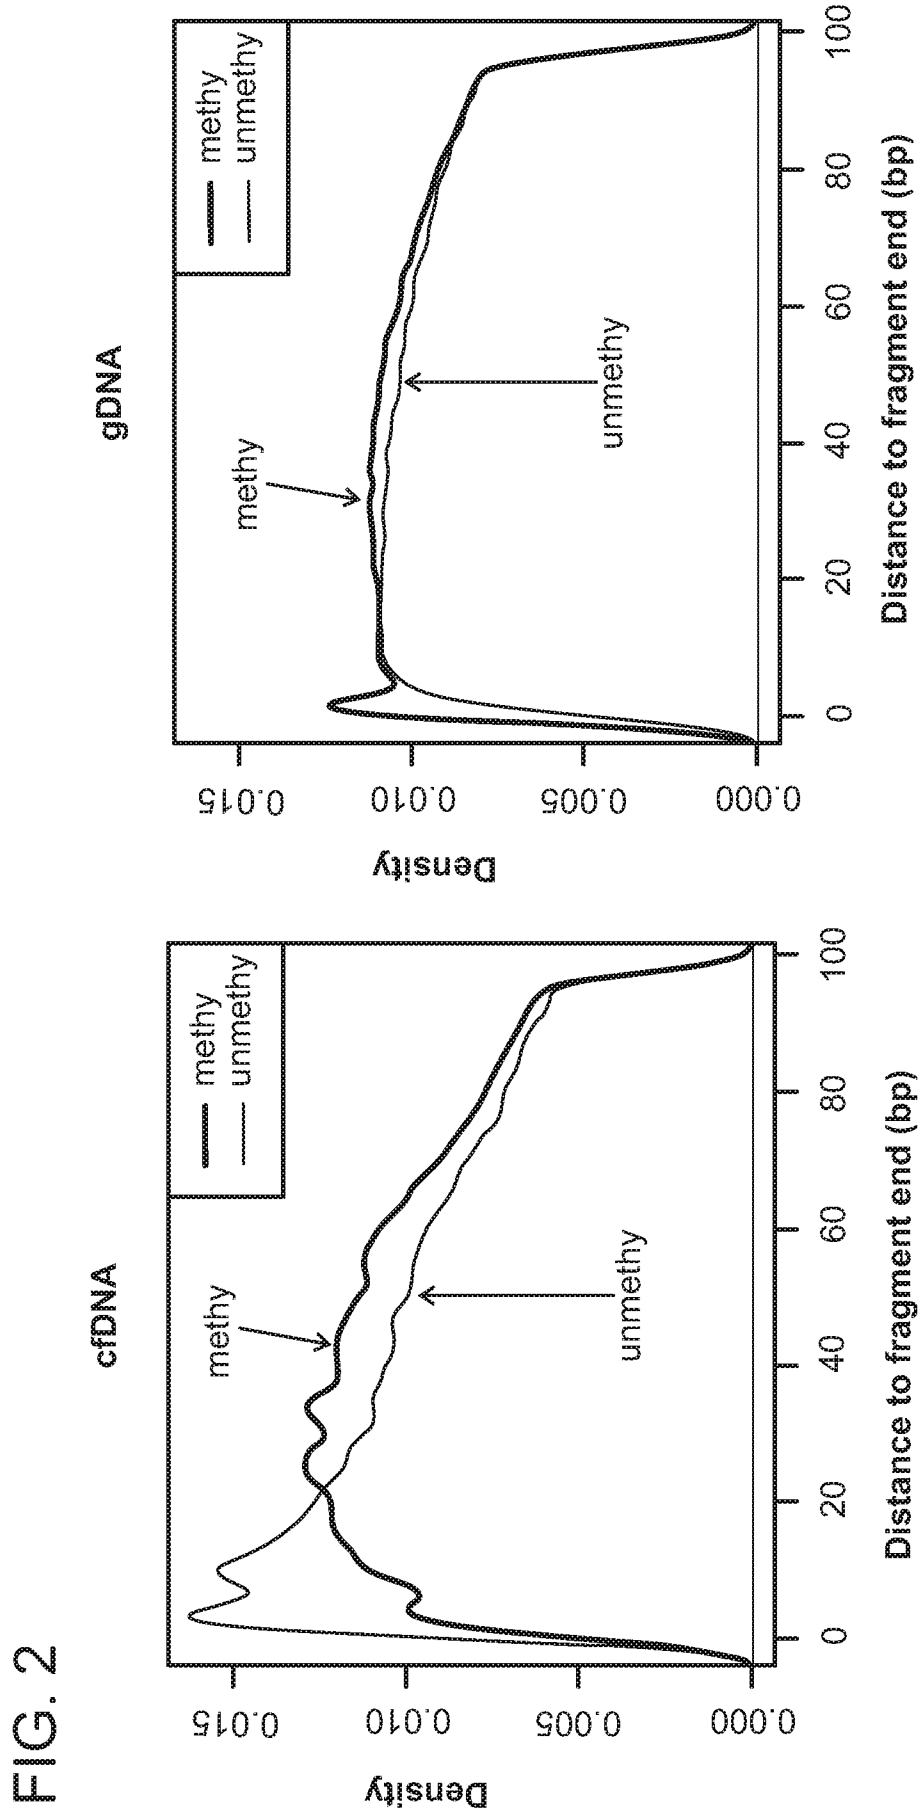 FIG. 2
cfDNA
methy
unmethy
methy
unmethy
Density
0.015
0.010
0.005
0.000
0
20
40
60
80
100
Distance to fragment end (bp)
gDNA
methy
unmethy
methy
unmethy
Density
0.015
0.010
0.005
0.000
0
20
40
60
80
100
Distance to fragment end (bp)